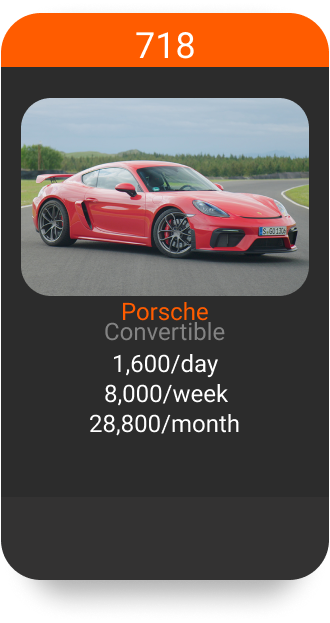 718
Porsche
Convertible
1,600/day
8,000/week
28,800/month